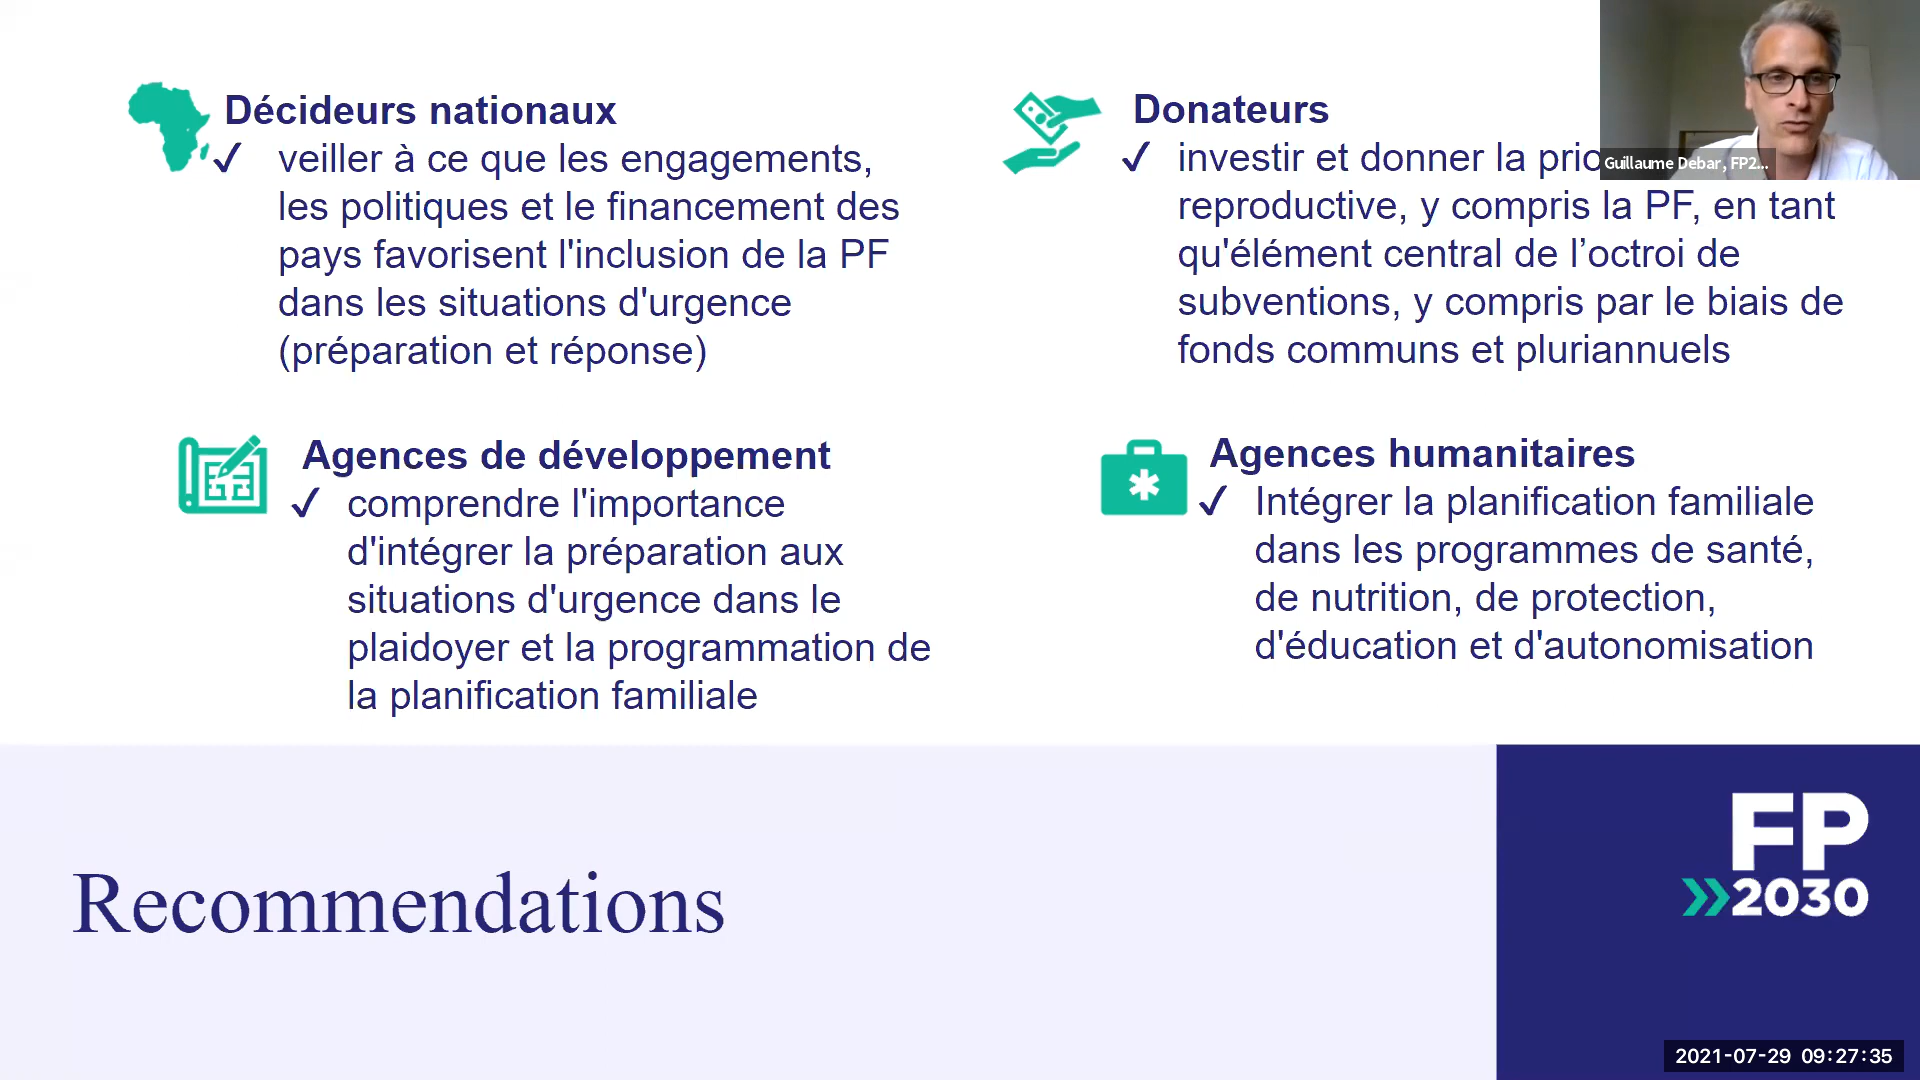 Décideurs nationaux
✓ veiller à ce que les engagements,
les politiques et le financement des
pays favorisent l'inclusion de la PF
dans les situations d'urgence
(préparation et réponse)
Donateurs
✓ investir et donner la
reproductive, y compris la PF, en tant
qu'élément central de l’octroi de
subventions, y compris par le biais de
fonds communs et pluriannuels
Guillaume Debar, FP2...
Agences de développement
✓ comprendre l'importance
d'intégrer la préparation aux
situations d'urgence dans le
plaidoyer et la programmation de
la planification familiale
Agences humanitaires
✓ Intégrer la planification familiale
dans les programmes de santé,
de nutrition, de protection,
d'éducation et d'autonomisation
Recommendations
FP
2030
2021-07-29 09:27:35